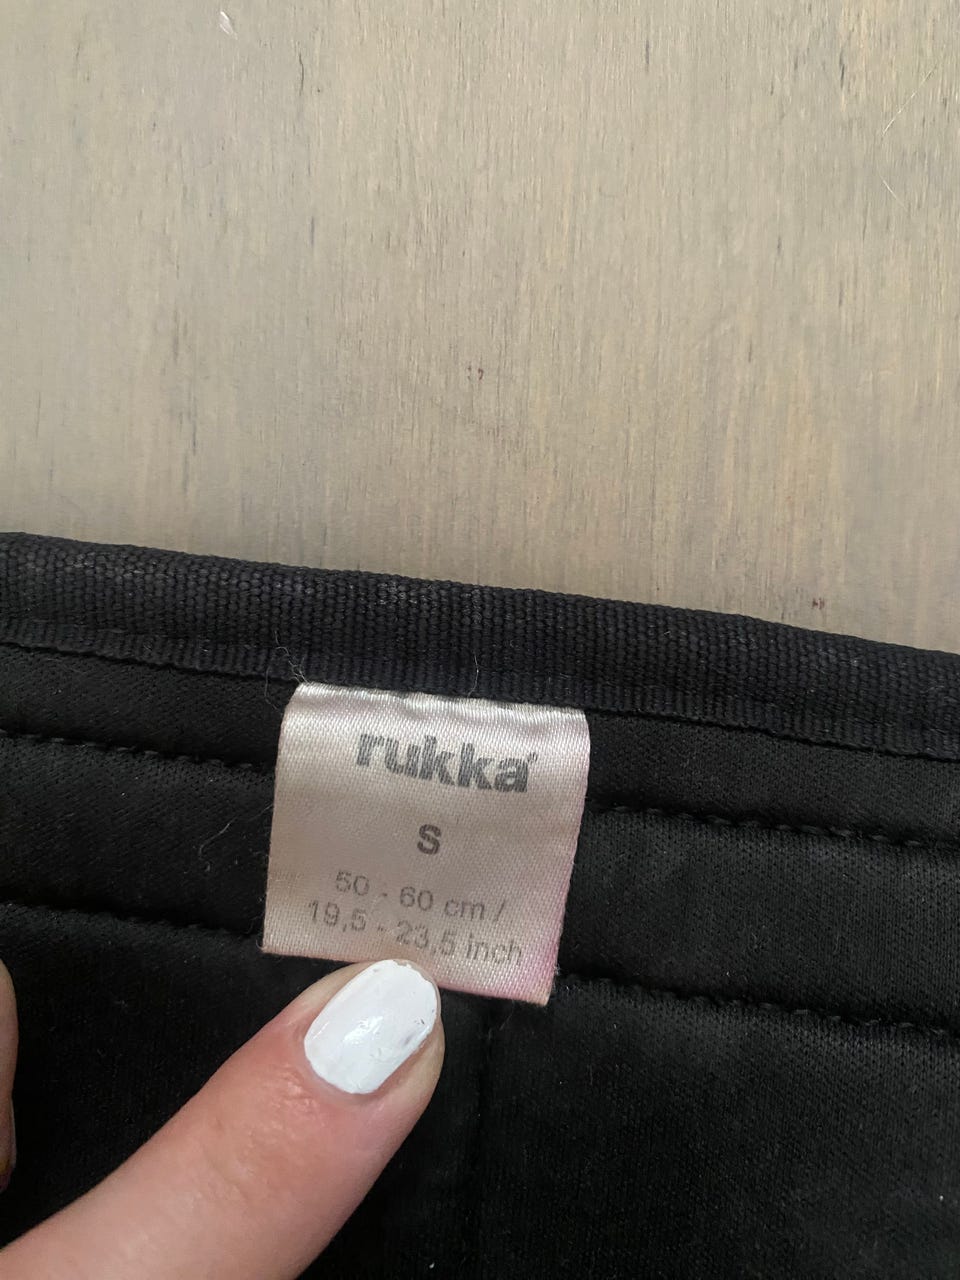 rukka
S
50 - 60 cm /
19,5 - 23,5 inch